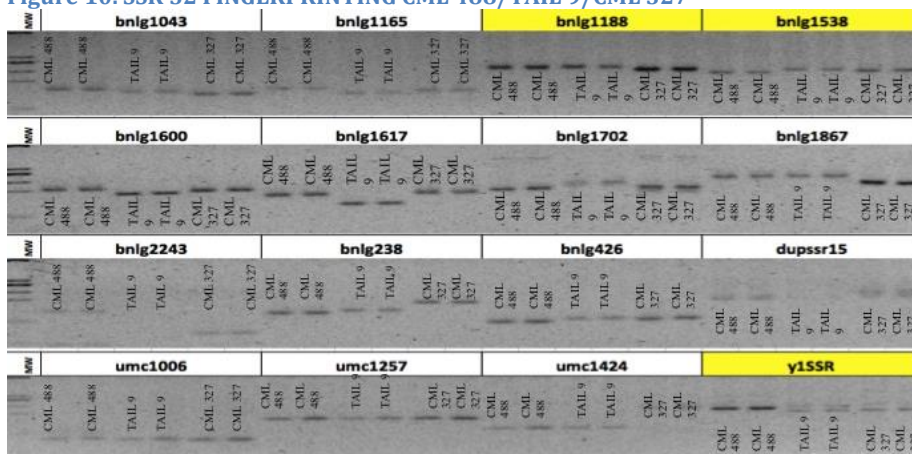 Figure 10: SSR 32 FINGERPRINTING CML 488/TAIL 9/CML 327
MW bnlg1043 bnlg1165 bnlg1188 bnlg1538
CML 488 CML 488 TAIL 9 TAIL 9 CML 327 CML 327 CML 488 CML 488 TAIL 9 TAIL 9 CML 327 CML 327 CML 488 CML 488 TAIL 9 TAIL 9 CML 327 CML 327 CML 488 CML 488 TAIL 9 TAIL 9 CML 327 CML 327
MW bnlg1600 bnlg1617 bnlg1702 bnlg1867
CML 488 CML 488 TAIL 9 TAIL 9 CML 327 CML 327 CML 488 CML 488 TAIL 9 TAIL 9 CML 327 CML 327 CML 488 CML 488 TAIL 9 TAIL 9 CML 327 CML 327 CML 488 CML 488 TAIL 9 TAIL 9 CML 327 CML 327
MW bnlg2243 bnlg238 bnlg426 dupssr15
CML 488 CML 488 TAIL 9 TAIL 9 CML 327 CML 327 CML 488 CML 488 TAIL 9 TAIL 9 CML 327 CML 327 CML 488 CML 488 TAIL 9 TAIL 9 CML 327 CML 327 CML 488 CML 488 TAIL 9 TAIL 9 CML 327 CML 327
MW umc1006 umc1257 umc1424 y1SSR
CML 488 CML 488 TAIL 9 TAIL 9 CML 327 CML 327 CML 488 CML 488 TAIL 9 TAIL 9 CML 327 CML 327 CML 488 CML 488 TAIL 9 TAIL 9 CML 327 CML 327 CML 488 CML 488 TAIL 9 TAIL 9 CML 327 CML 327